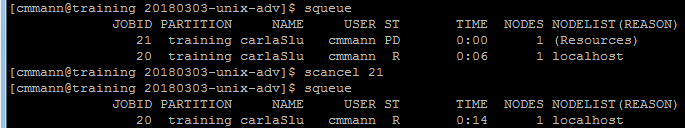 [cmmann@training 20180303-unix-adv]$ squeue
JOBID PARTITION NAME USER ST TIME NODES NODELIST(REASON)
21 training carlaSlu cmmann PD 0:00 1 (Resources)
20 training carlaSlu cmmann R 0:06 1 localhost
[cmmann@training 20180303-unix-adv]$ scancel 21
[cmmann@training 20180303-unix-adv]$ squeue
JOBID PARTITION NAME USER ST TIME NODES NODELIST(REASON)
20 training carlaSlu cmmann R 0:14 1 localhost